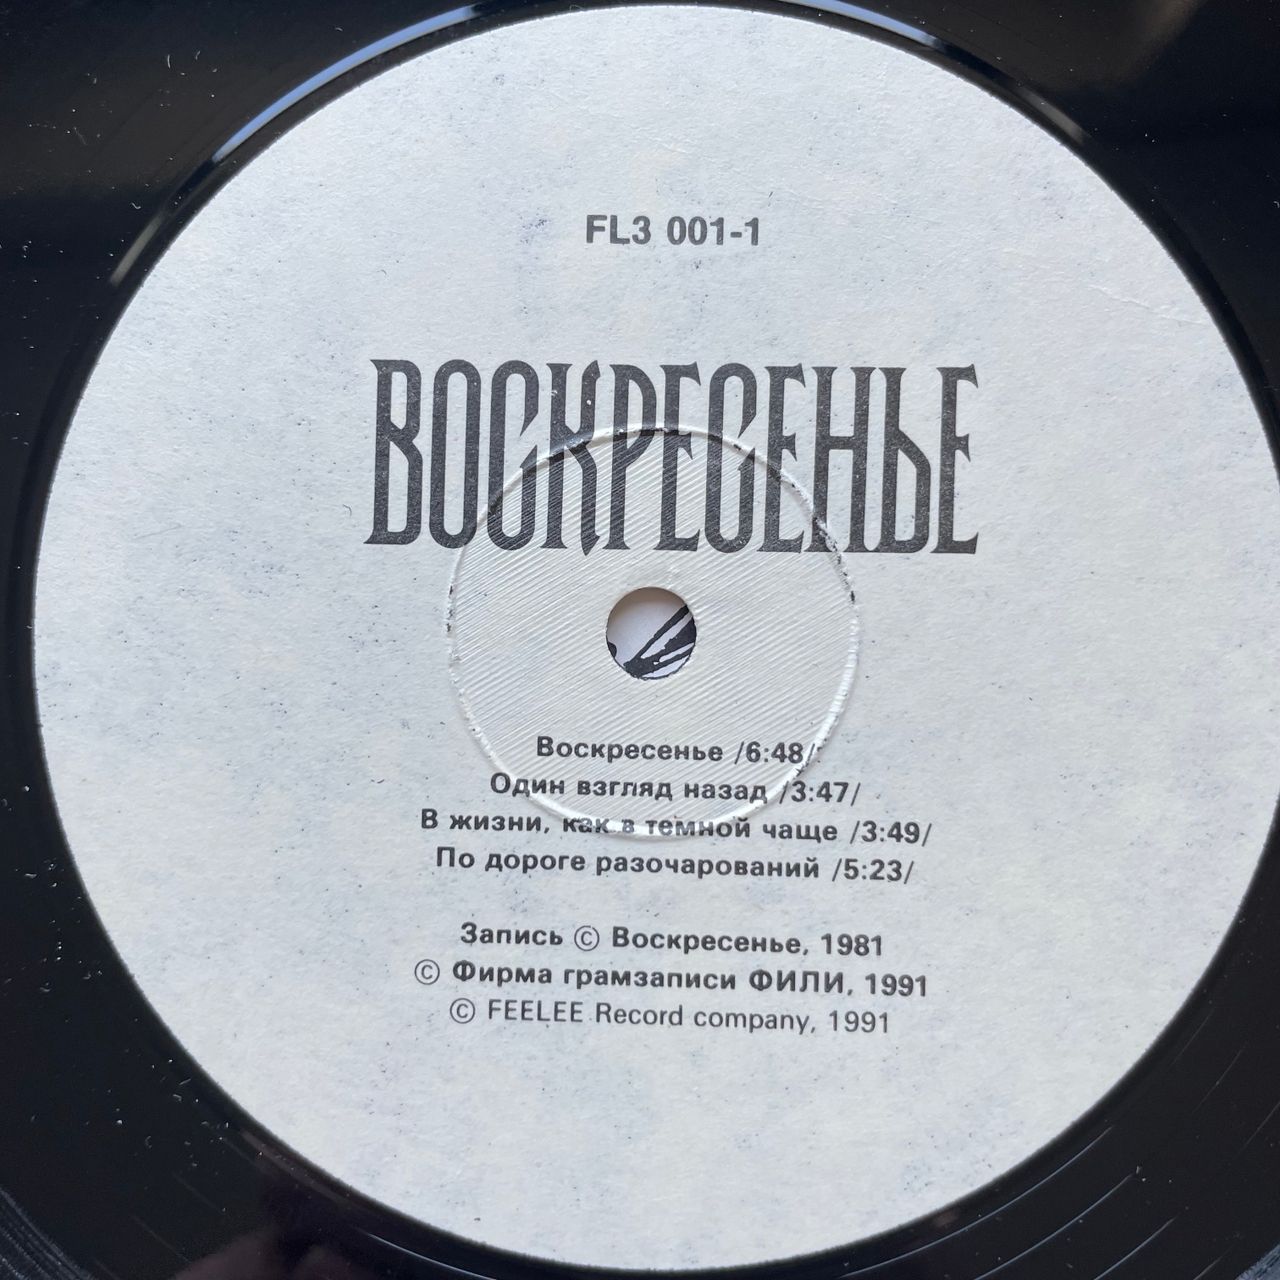 FL3 001-1
ВОСКРЕСЕНЬЕ
Воскресенье /6:48/
Один взгляд назад /3:47/
В жизни, как в темной чаще /3:49/
По дороге разочарований /5:23/
Запись © Воскресенье, 1981
© Фирма грамзаписи ФИЛИ, 1991
© FEELEE Record company, 1991